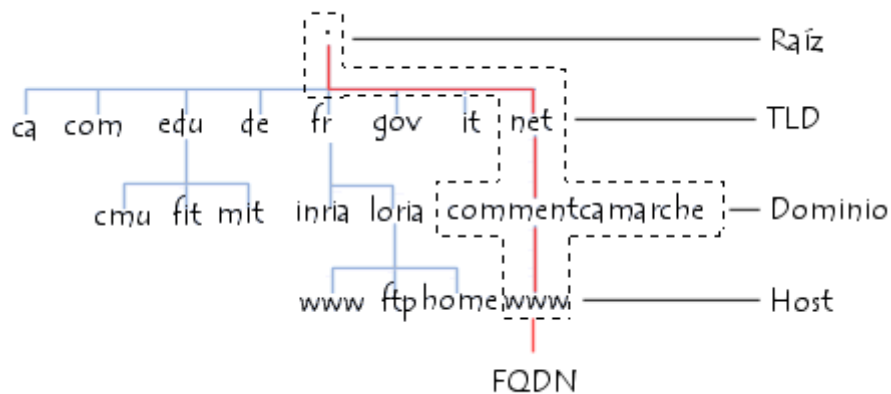 . Raíz
ca com edu de fr gov it net TLD
cmu fit mit inria loria commentcamarche Dominio
www ftp home www Host
FQDN